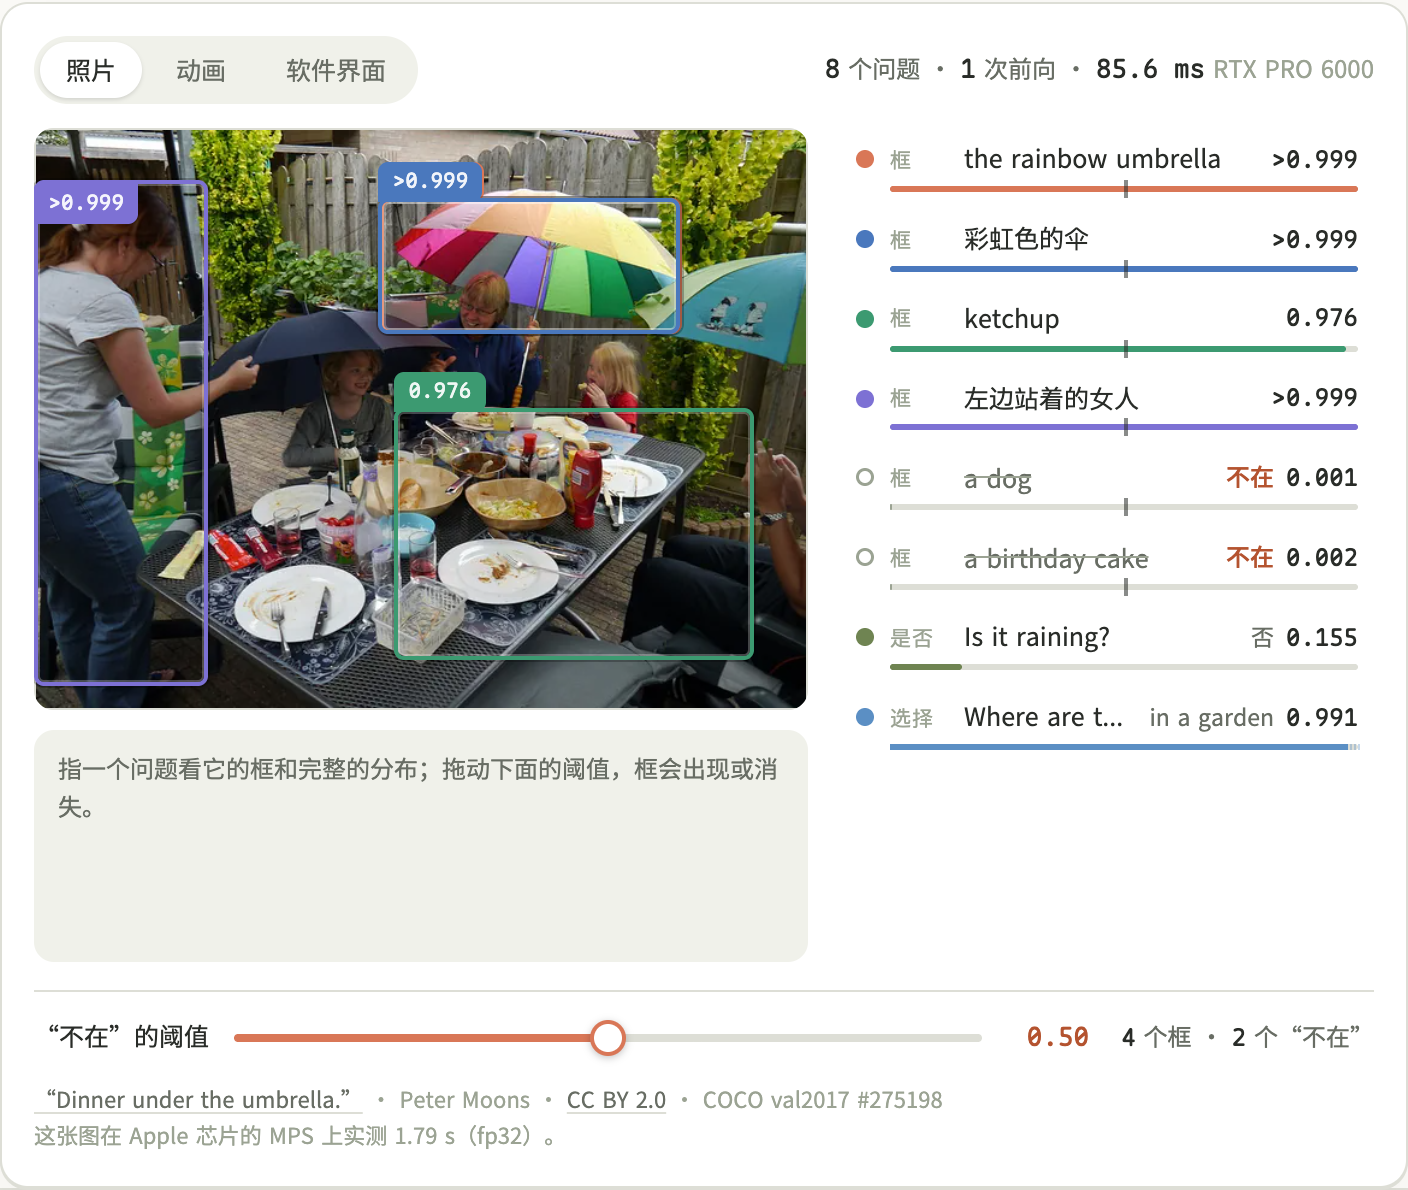 照片 动画 软件界面
8 个问题 · 1 次前向 · 85.6 ms RTX PRO 6000
>0.999
>0.999
0.976
框 the rainbow umbrella >0.999
框 彩虹色的伞 >0.999
框 ketchup 0.976
框 左边站着的女人 >0.999
框 a dog 不在 0.001
框 a birthday cake 不在 0.002
是否 Is it raining? 否 0.155
选择 Where are t... in a garden 0.991
指一个问题看它的框和完整的分布；拖动下面的阈值，框会出现或消
失。
“不在”的阈值 0.50 4 个框 · 2 个“不在”
“Dinner under the umbrella.” · Peter Moons · CC BY 2.0 · COCO val2017 #275198
这张图在 Apple 芯片的 MPS 上实测 1.79 s（fp32）。